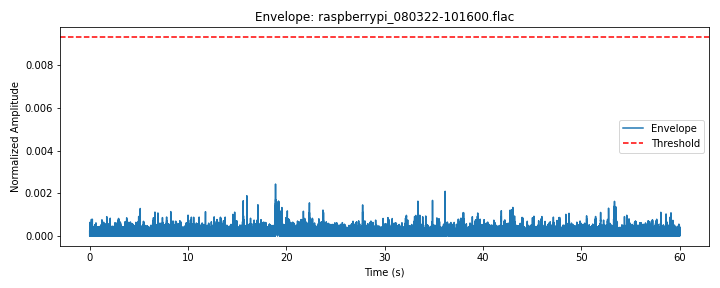 Envelope: raspberrypi_080322-101600.flac
Normalized Amplitude
0.008
0.006
0.004
0.002
0.000
Envelope
Threshold
0 10 20 30 40 50 60
Time (s)